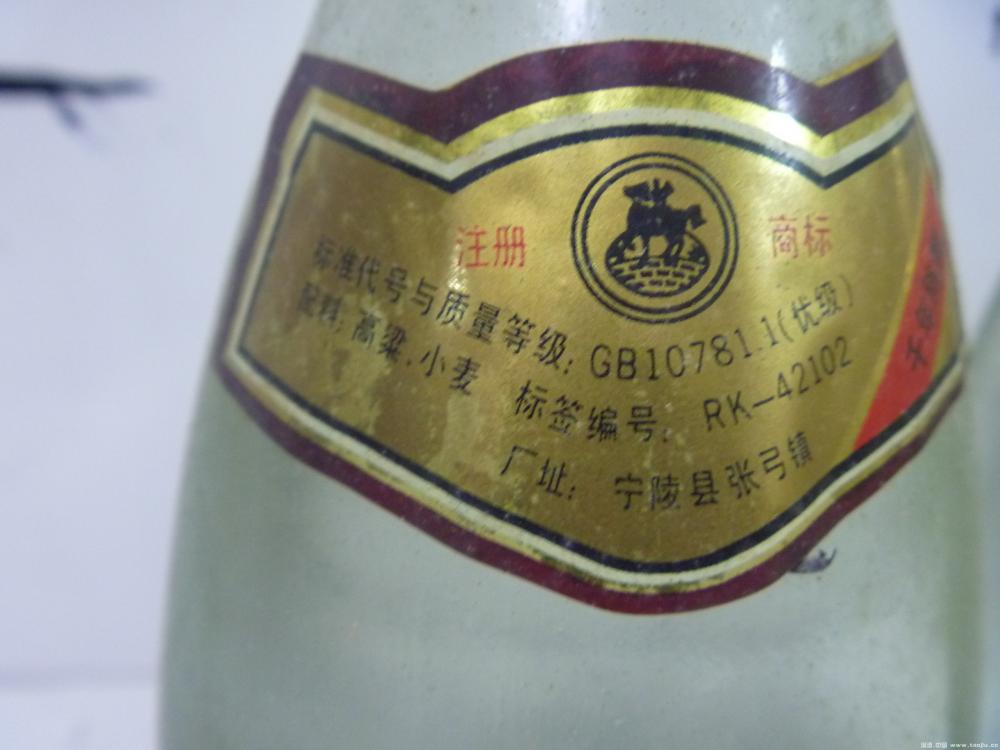 注册 商标
标准代号与质量等级: GB10781.1(优级)
配料: 高粱.小麦 标签编号: RK—42102
厂址: 宁陵县张弓镇